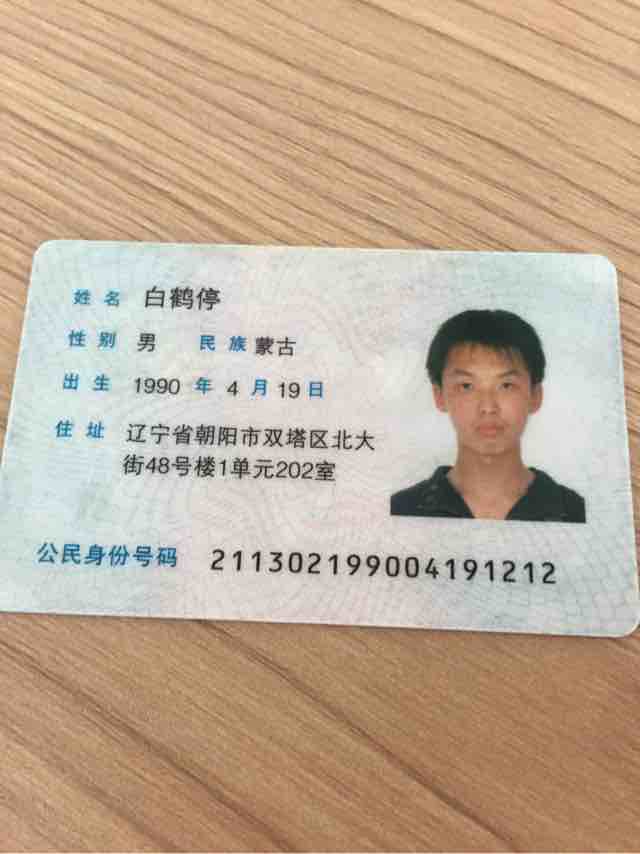 姓名 白鹤停
性别 男 民族 蒙古
出生 1990 年 4 月 19 日
住址 辽宁省朝阳市双塔区北大
街48号楼1单元202室
公民身份号码 211302199004191212